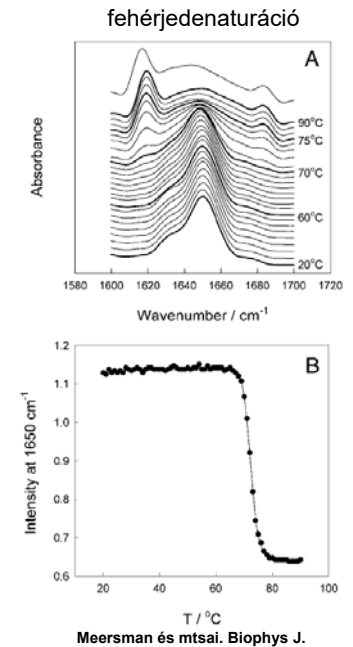 fehérjedenaturáció
A
Absorbance
90°C
75°C
70°C
60°C
20°C
1580 1600 1620 1640 1660 1680 1700 1720
Wavenumber / cm-1
B
Intensity at 1650 cm-1
1.2
1.1
1.0
0.9
0.8
0.7
0.6
20 40 60 80 100
T / °C
Meersman és mtsai. Biophys J.